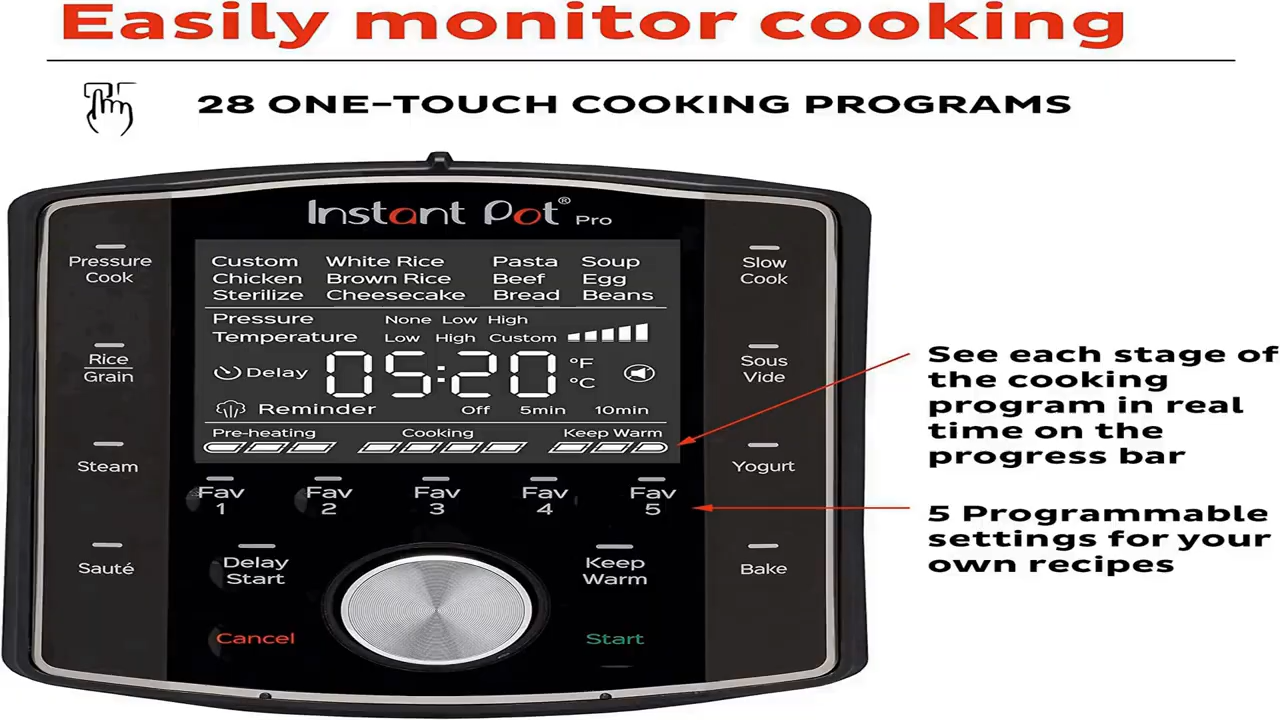 Easily monitor cooking
28 ONE-TOUCH COOKING PROGRAMS
Instant Pot® Pro
Custom White Rice Pasta Soup
Chicken Brown Rice Beef Egg
Sterilize Cheesecake Bread Beans
Pressure None Low High
Temperature Low High Custom
Delay 05:20 °F
°C
Reminder Off 5min 10min
Pre-heating Cooking Keep Warm
Pressure
Cook
Rice
Grain
Steam
Sauté
Slow
Cook
Sous
Vide
Yogurt
Bake
Fav
1
Fav
2
Fav
3
Fav
4
Fav
5
Delay
Start
Keep
Warm
Cancel
Start
See each stage of
the cooking
program in real
time on the
progress bar
5 Programmable
settings for your
own recipes